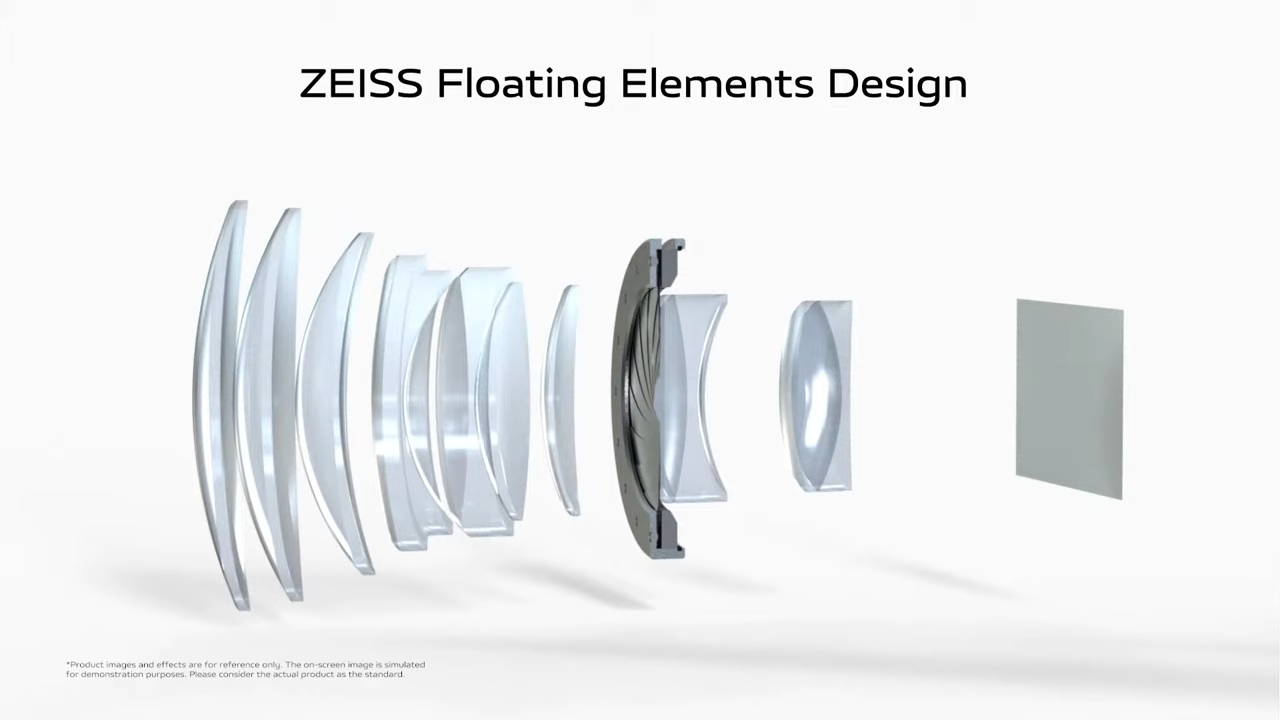 ZEISS Floating Elements Design
*Product images and effects are for reference only. The on-screen image is simulated
for demonstration purposes. Please consider the actual product as the standard.